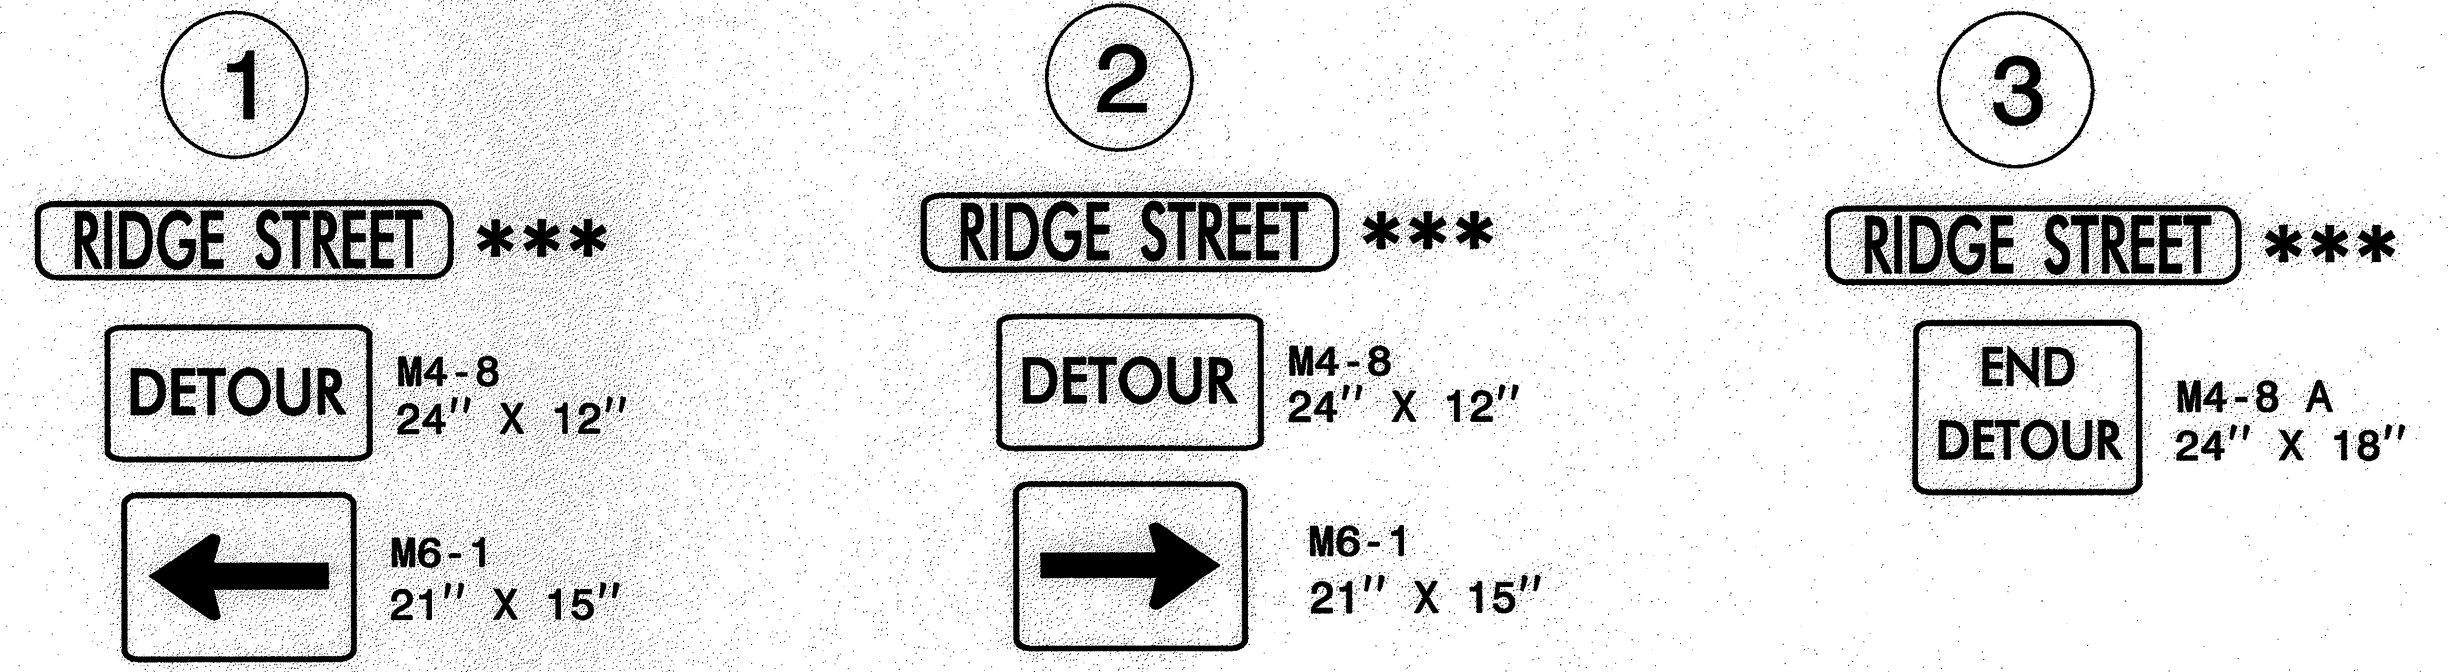 1
RIDGE STREET ***
DETOUR
M4-8
24" X 12"
M6-1
21" X 15"
2
RIDGE STREET ***
DETOUR
M4-8
24" X 12"
M6-1
21" X 15"
3
RIDGE STREET ***
END
DETOUR
M4-8 A
24" X 18"